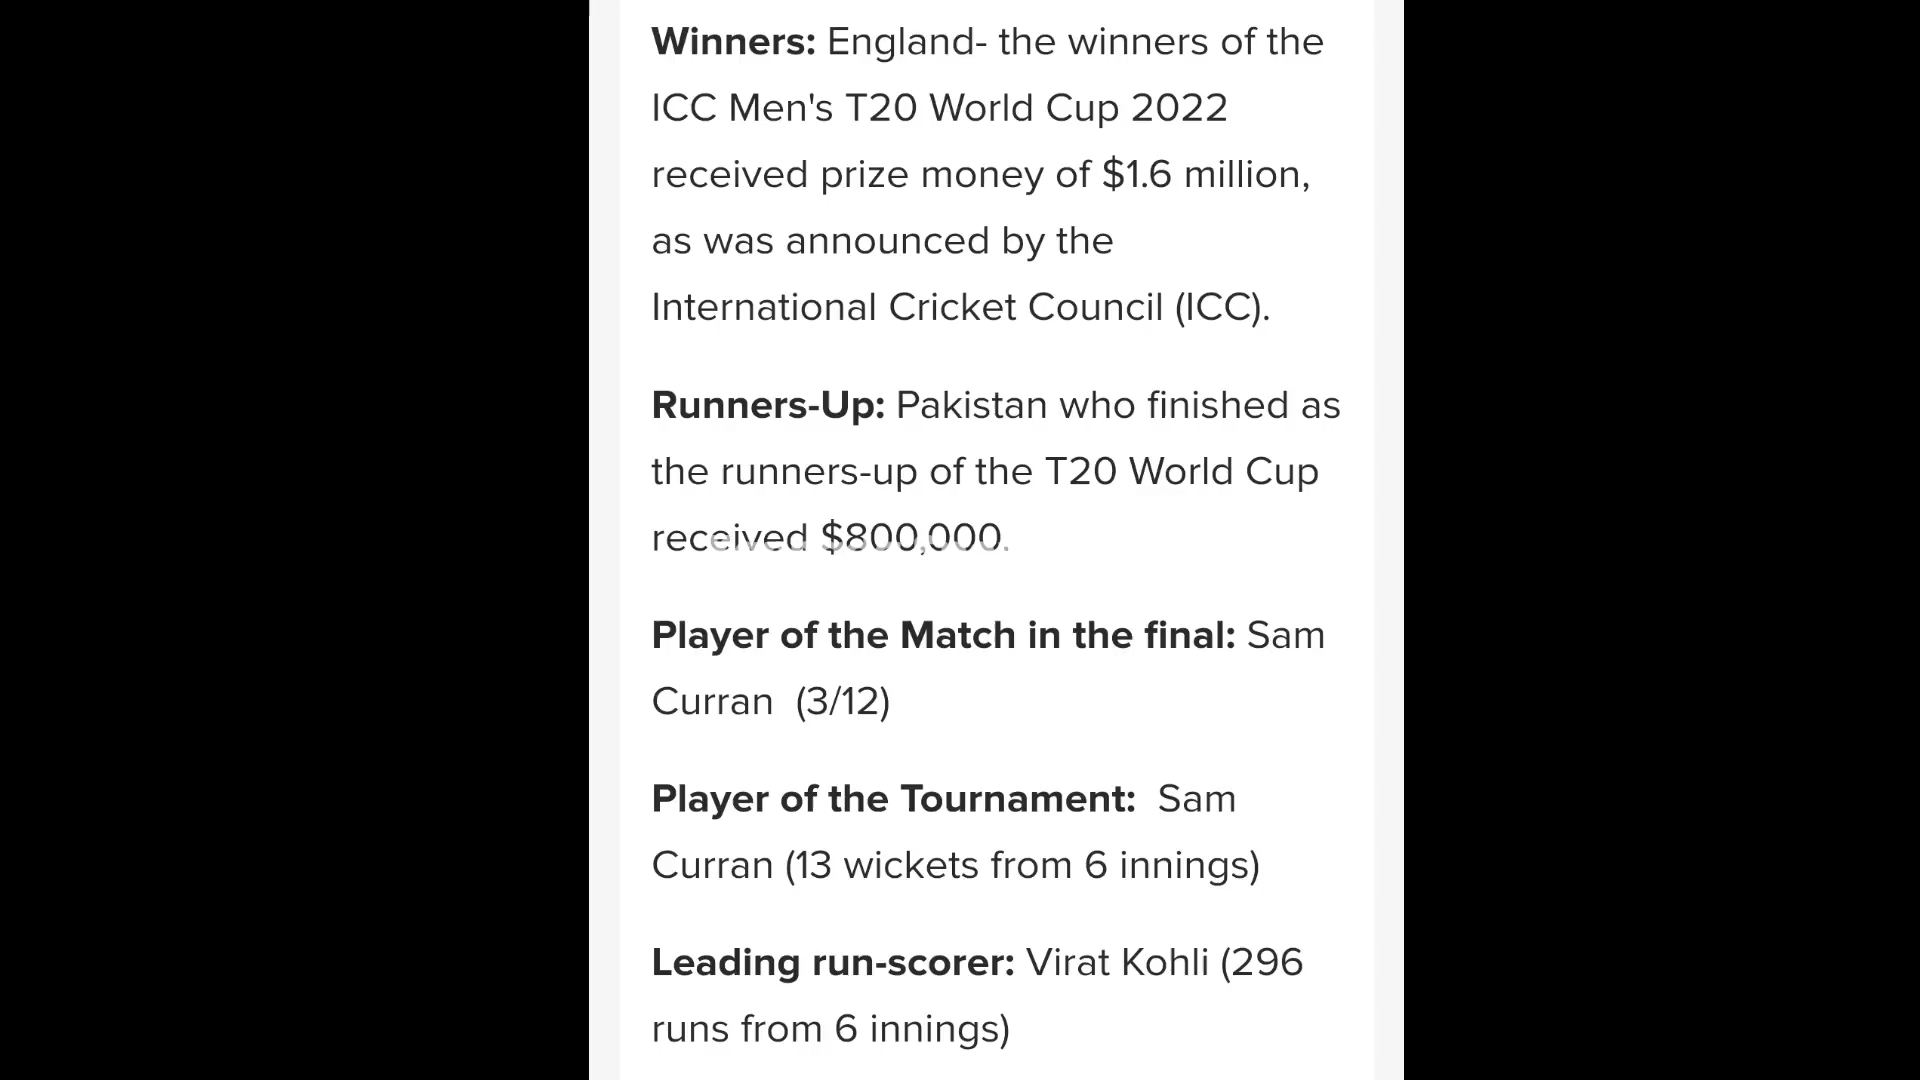 Winners: England- the winners of the
ICC Men's T20 World Cup 2022
received prize money of $1.6 million,
as was announced by the
International Cricket Council (ICC).
Runners-Up: Pakistan who finished as
the runners-up of the T20 World Cup
received $800,000.
Player of the Match in the final: Sam
Curran  (3/12)
Player of the Tournament:  Sam
Curran (13 wickets from 6 innings)
Leading run-scorer: Virat Kohli (296
runs from 6 innings)